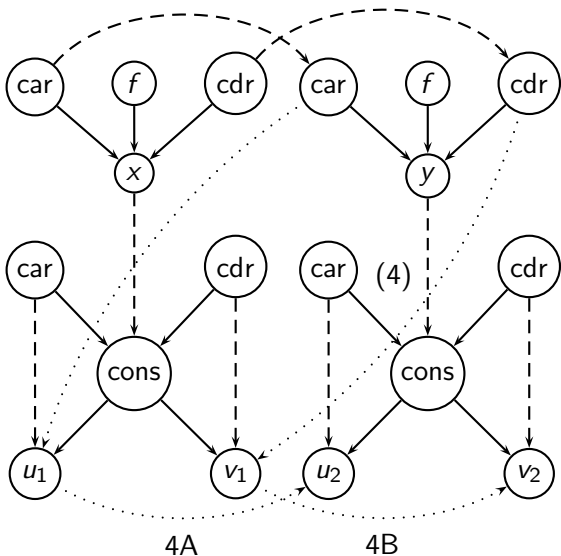 car f cdr car f cdr
x y
car cdr car (4) cdr
cons cons
u1 v1 u2 v2
4A 4B